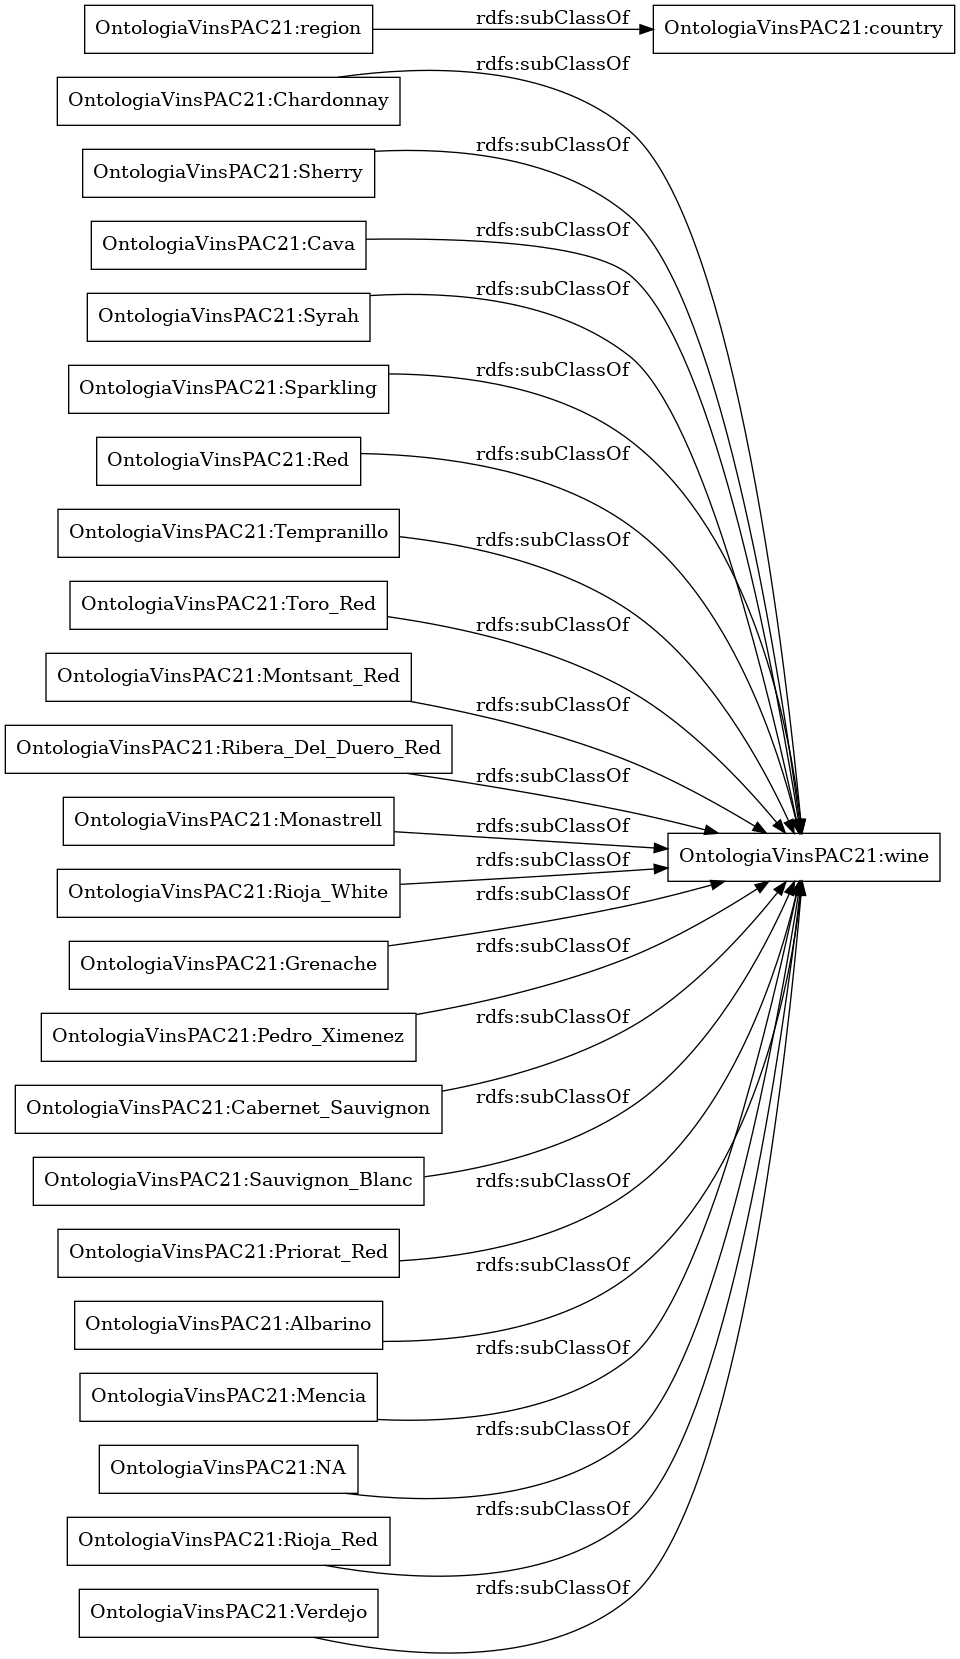 OntologiaVinsPAC21:region
rdfs:subClassOf
OntologiaVinsPAC21:country
rdfs:subClassOf
OntologiaVinsPAC21:Chardonnay
rdfs:subClassOf
OntologiaVinsPAC21:Sherry
rdfs:subClassOf
OntologiaVinsPAC21:Cava
rdfs:subClassOf
OntologiaVinsPAC21:Syrah
rdfs:subClassOf
OntologiaVinsPAC21:Sparkling
rdfs:subClassOf
OntologiaVinsPAC21:Red
rdfs:subClassOf
OntologiaVinsPAC21:Tempranillo
rdfs:subClassOf
OntologiaVinsPAC21:Toro_Red
rdfs:subClassOf
OntologiaVinsPAC21:Montsant_Red
rdfs:subClassOf
OntologiaVinsPAC21:Ribera_Del_Duero_Red
rdfs:subClassOf
OntologiaVinsPAC21:Monastrell
rdfs:subClassOf
OntologiaVinsPAC21:wine
rdfs:subClassOf
OntologiaVinsPAC21:Rioja_White
rdfs:subClassOf
OntologiaVinsPAC21:Grenache
rdfs:subClassOf
OntologiaVinsPAC21:Pedro_Ximenez
rdfs:subClassOf
OntologiaVinsPAC21:Cabernet_Sauvignon
rdfs:subClassOf
OntologiaVinsPAC21:Sauvignon_Blanc
rdfs:subClassOf
OntologiaVinsPAC21:Priorat_Red
rdfs:subClassOf
OntologiaVinsPAC21:Albarino
rdfs:subClassOf
OntologiaVinsPAC21:Mencia
rdfs:subClassOf
OntologiaVinsPAC21:NA
rdfs:subClassOf
OntologiaVinsPAC21:Rioja_Red
rdfs:subClassOf
OntologiaVinsPAC21:Verdejo